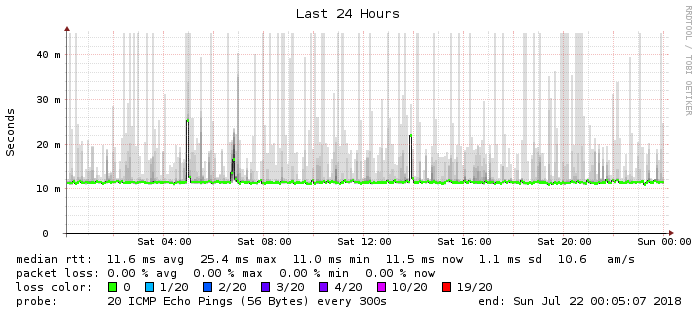 Last 24 Hours
RRDTOOL / TOBI OETIKER
Seconds
40 m
30 m
20 m
10 m
0
Sat 04:00 Sat 08:00 Sat 12:00 Sat 16:00 Sat 20:00 Sun 00:00
median rtt: 11.6 ms avg 25.4 ms max 11.0 ms min 11.5 ms now 1.1 ms sd 10.6 am/s
packet loss: 0.00 % avg 0.00 % max 0.00 % min 0.00 % now
loss color: 0 1/20 2/20 3/20 4/20 10/20 19/20
probe: 20 ICMP Echo Pings (56 Bytes) every 300s end: Sun Jul 22 00:05:07 2018